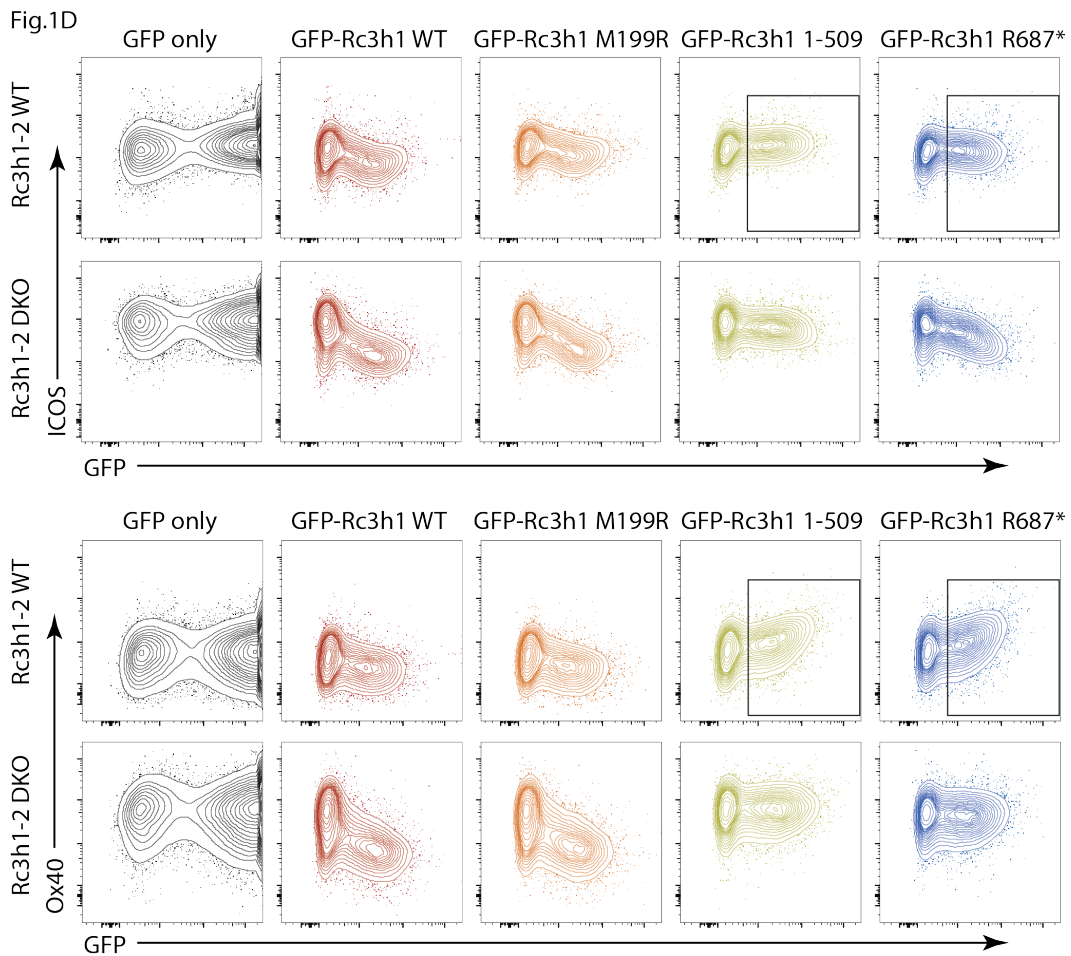 Fig.1D
GFP only
GFP-Rc3h1 WT
GFP-Rc3h1 M199R
GFP-Rc3h1 1-509
GFP-Rc3h1 R687*
Rc3h1-2 WT
Rc3h1-2 DKO
ICOS
GFP
GFP only
GFP-Rc3h1 WT
GFP-Rc3h1 M199R
GFP-Rc3h1 1-509
GFP-Rc3h1 R687*
Rc3h1-2 WT
Rc3h1-2 DKO
Ox40
GFP